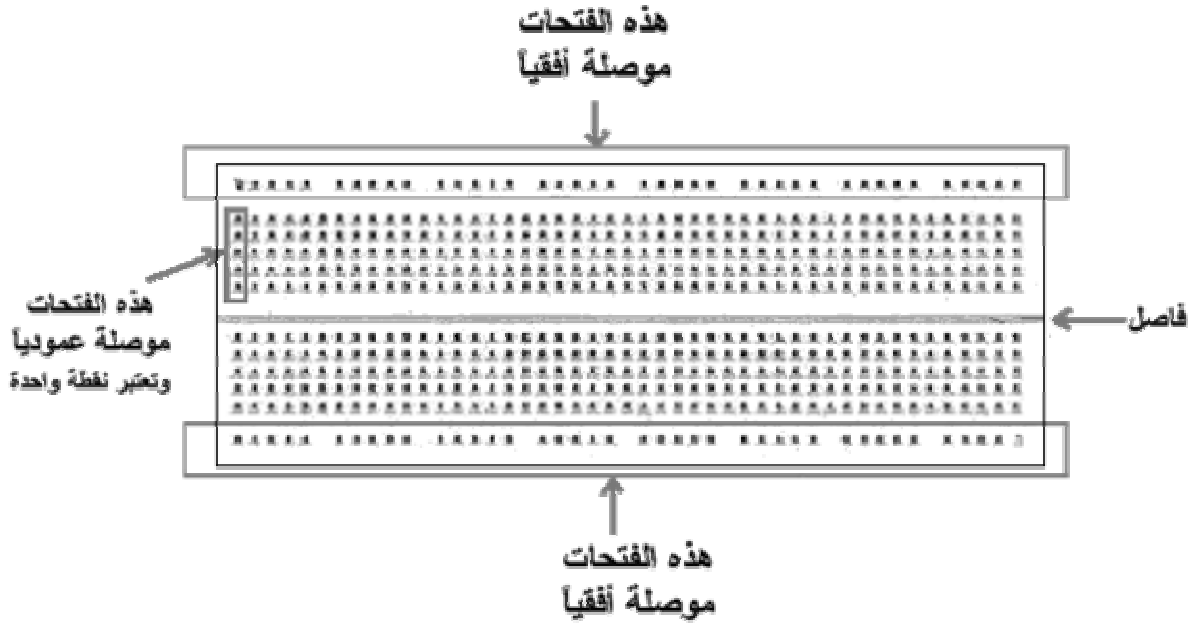 هذه الفتحات
موصلة أفقياً
فاصل
هذه الفتحات
موصلة عمودياً
وتعتبر نقطة واحدة
هذه الفتحات
موصلة أفقياً